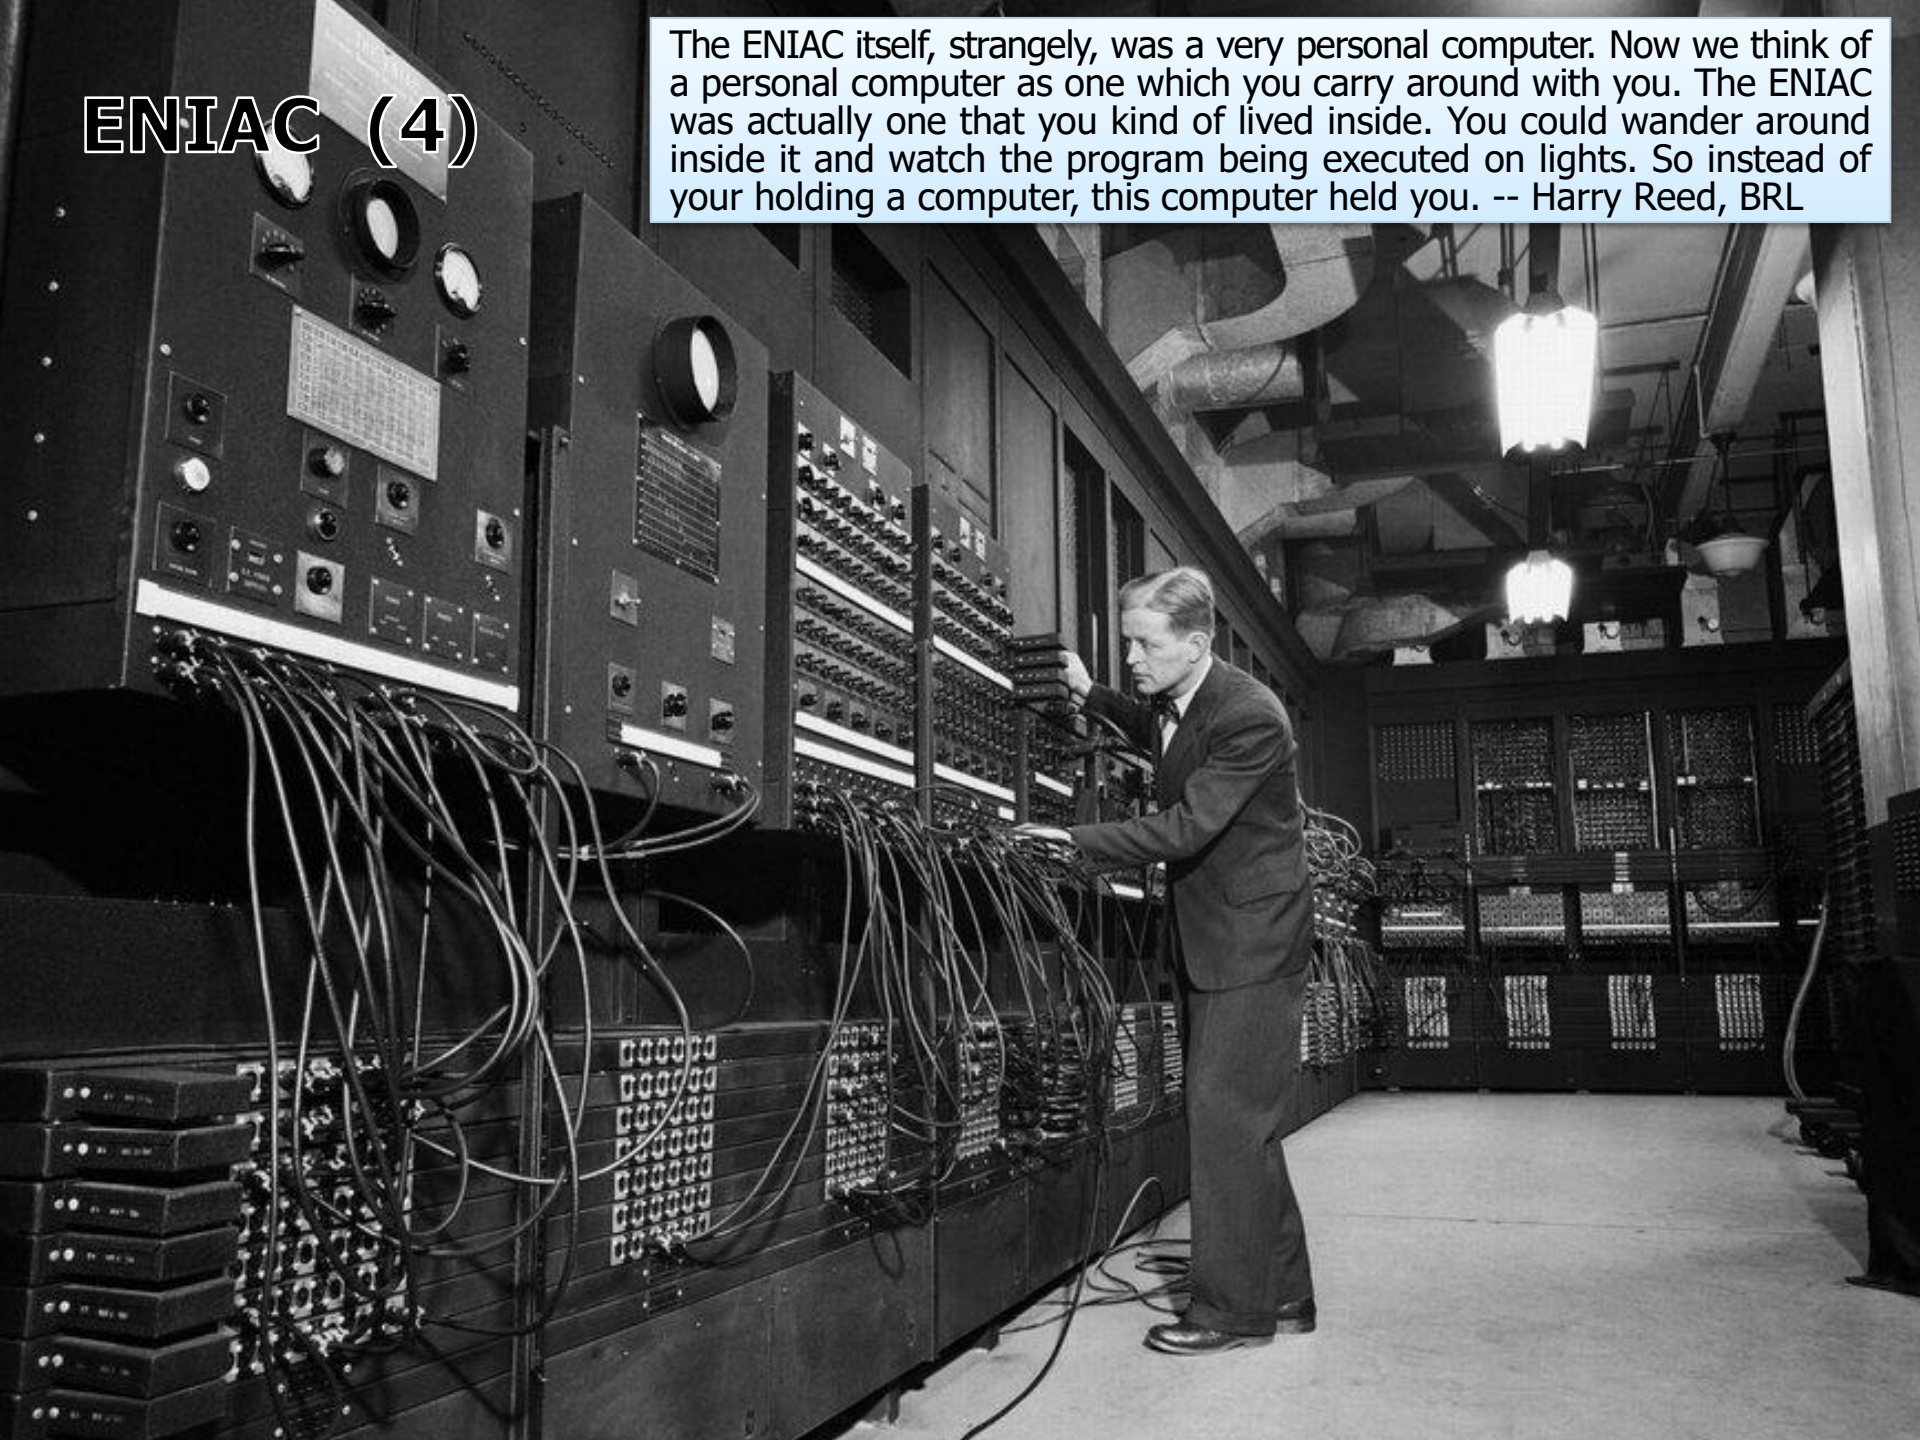 ENIAC (4)
The ENIAC itself, strangely, was a very personal computer. Now we think of
a personal computer as one which you carry around with you. The ENIAC
was actually one that you kind of lived inside. You could wander around
inside it and watch the program being executed on lights. So instead of
your holding a computer, this computer held you. -- Harry Reed, BRL